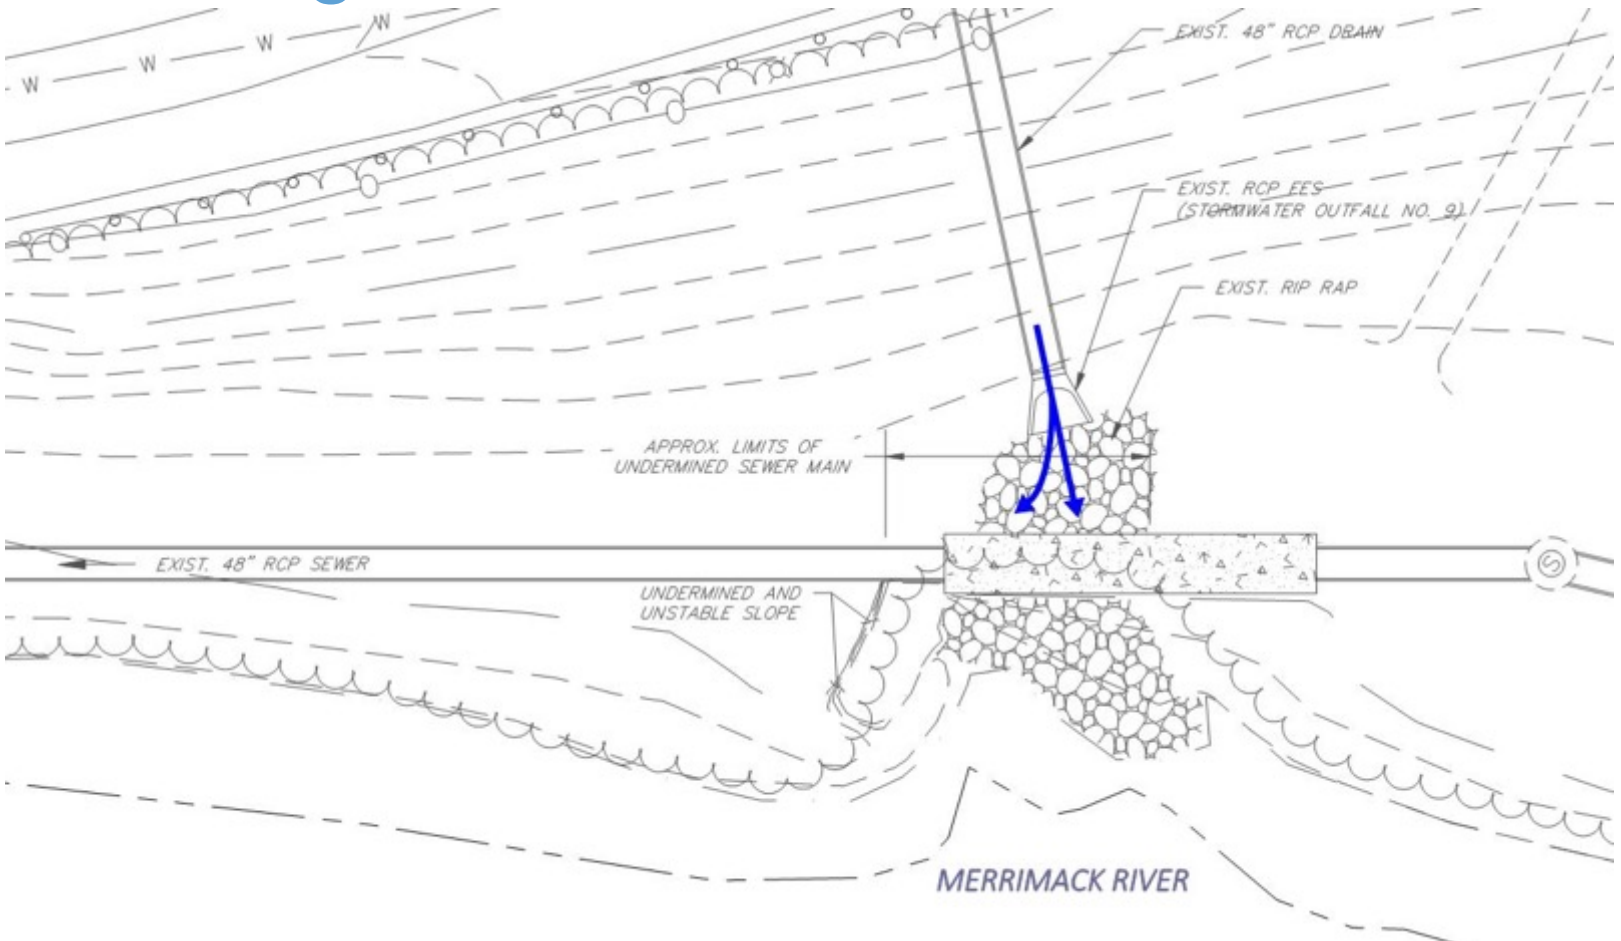 W
W
W
W
EXIST. 48" RCP DRAIN
EXIST. RCP EES
(STORMWATER OUTFALL NO. 9)
EXIST. RIP RAP
APPROX. LIMITS OF
UNDERMINED SEWER MAIN
EXIST. 48" RCP SEWER
UNDERMINED AND
UNSTABLE SLOPE
S
MERRIMACK RIVER